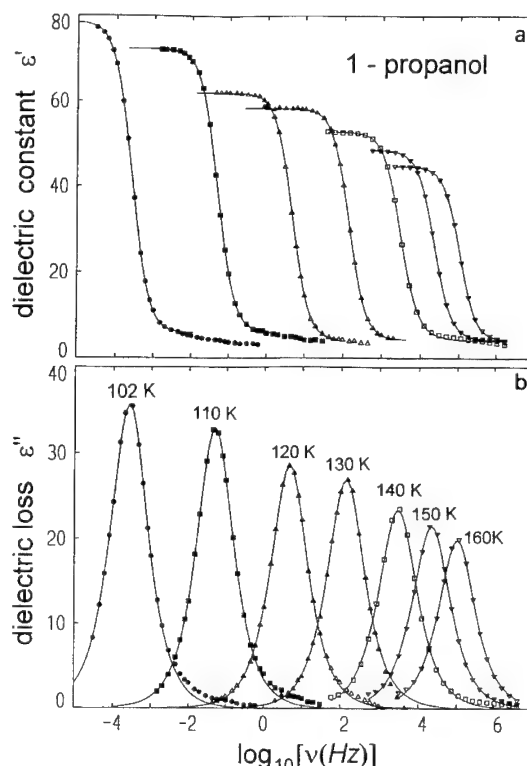 80
60
40
20
0
dielectric constant ε'
a
1 - propanol
40
30
20
10
0
dielectric loss ε"
b
102 K
110 K
120 K
130 K
140 K
150 K
160K
-4 -2 0 2 4 6
log10[ν(Hz)]